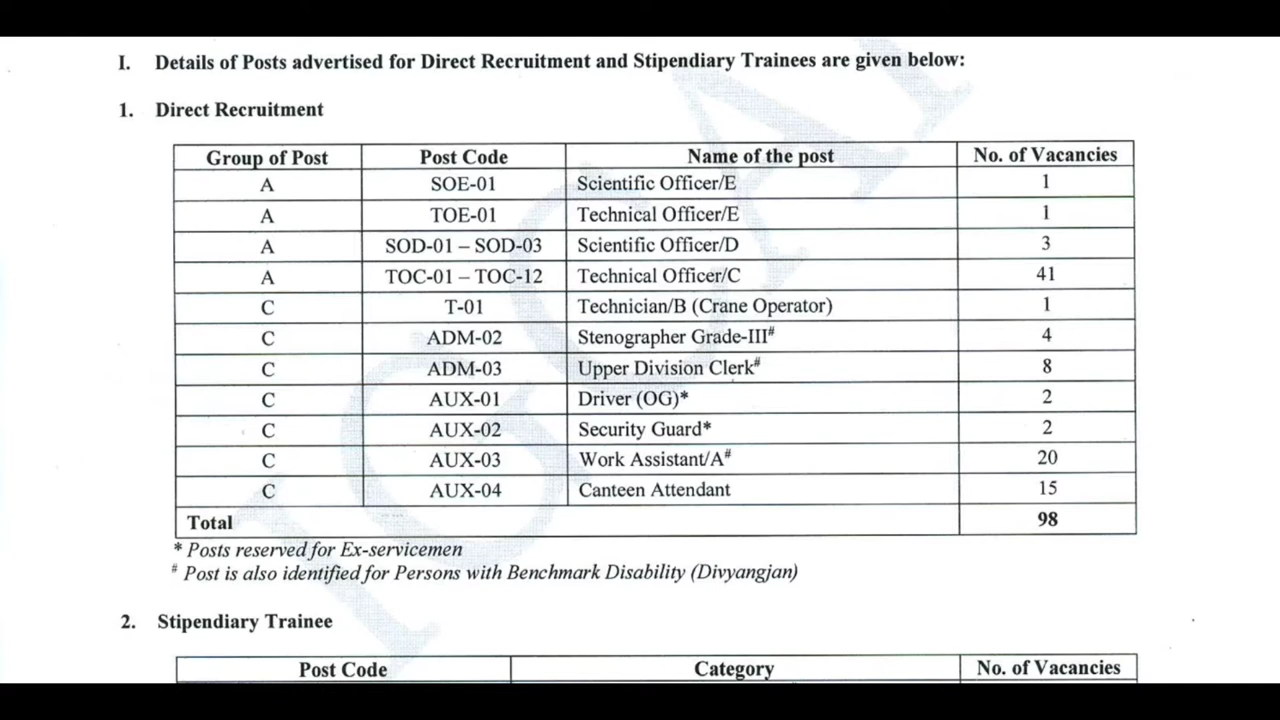 I. Details of Posts advertised for Direct Recruitment and Stipendiary Trainees are given below:
1. Direct Recruitment
Group of Post Post Code Name of the post No. of Vacancies
A SOE-01 Scientific Officer/E 1
A TOE-01 Technical Officer/E 1
A SOD-01 – SOD-03 Scientific Officer/D 3
A TOC-01 – TOC-12 Technical Officer/C 41
C T-01 Technician/B (Crane Operator) 1
C ADM-02 Stenographer Grade-III# 4
C ADM-03 Upper Division Clerk# 8
C AUX-01 Driver (OG)* 2
C AUX-02 Security Guard* 2
C AUX-03 Work Assistant/A# 20
C AUX-04 Canteen Attendant 15
Total 98
* Posts reserved for Ex-servicemen
# Post is also identified for Persons with Benchmark Disability (Divyangjan)
2. Stipendiary Trainee
Post Code Category No. of Vacancies
IGCAR